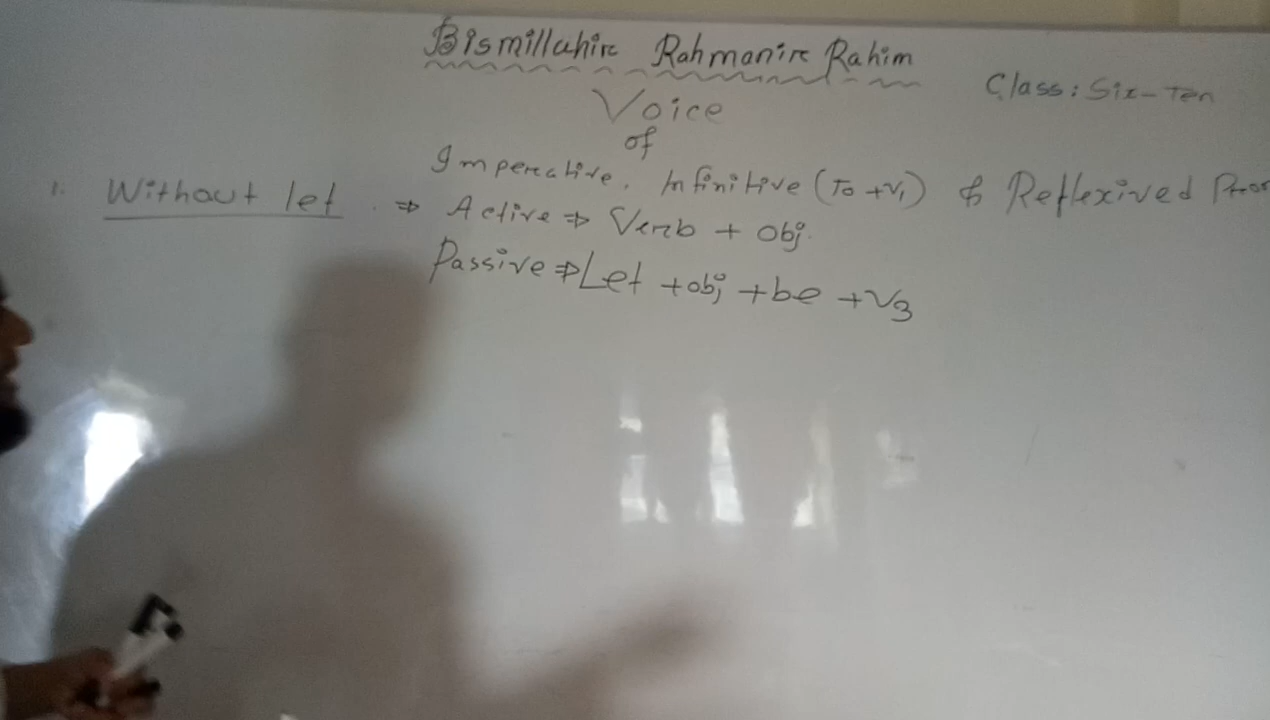 Bismillahir Rahmanir Rahim
Class: Six-Ten
Voice
of
Imperative, Infinitive (To +V1) & Reflexived
1. Without let ⇒ Active ⇒ Verb + obj.
Passive ⇒ Let + obj + be + V3